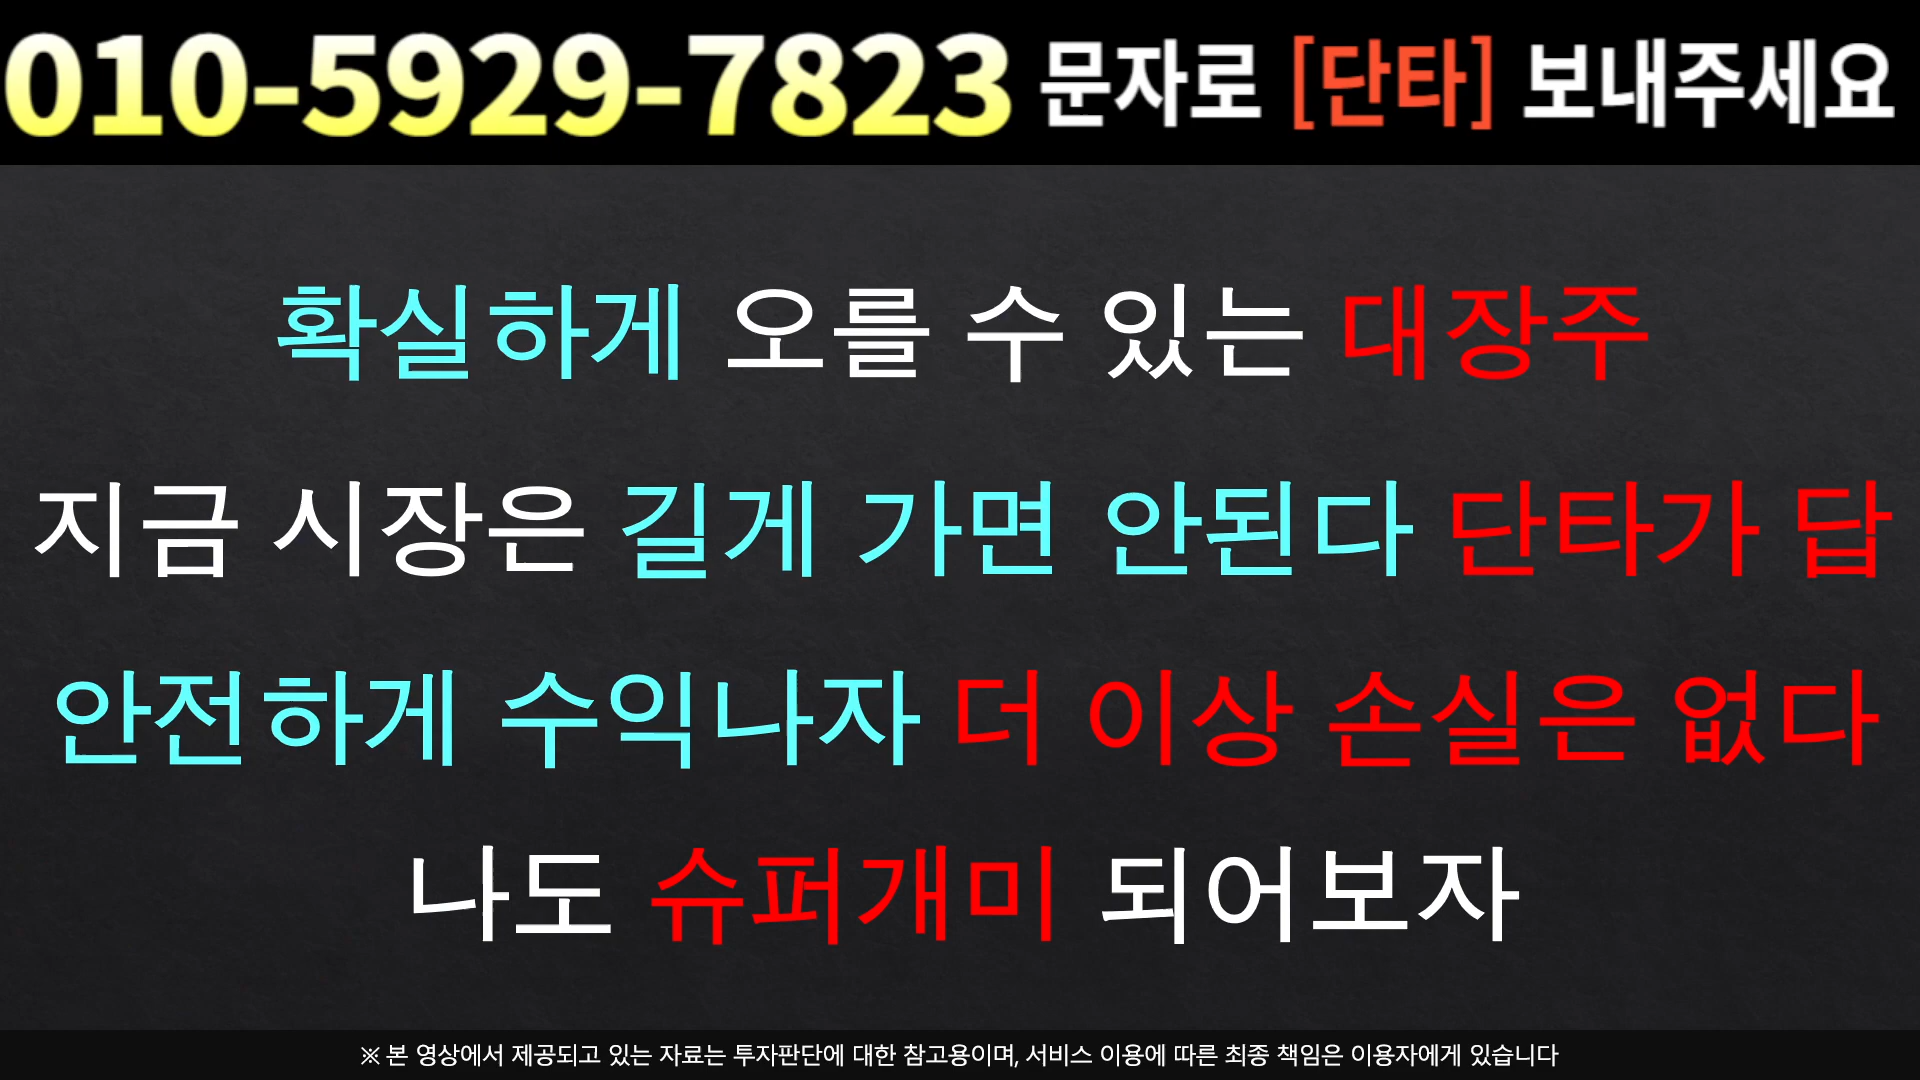 010-5929-7823 문자로 [단타] 보내주세요
확실하게 오를 수 있는 대장주
지금 시장은 길게 가면 안된다 단타가 답
안전하게 수익나자 더 이상 손실은 없다
나도 슈퍼개미 되어보자
※ 본 영상에서 제공되고 있는 자료는 투자판단에 대한 참고용이며, 서비스 이용에 따른 최종 책임은 이용자에게 있습니다